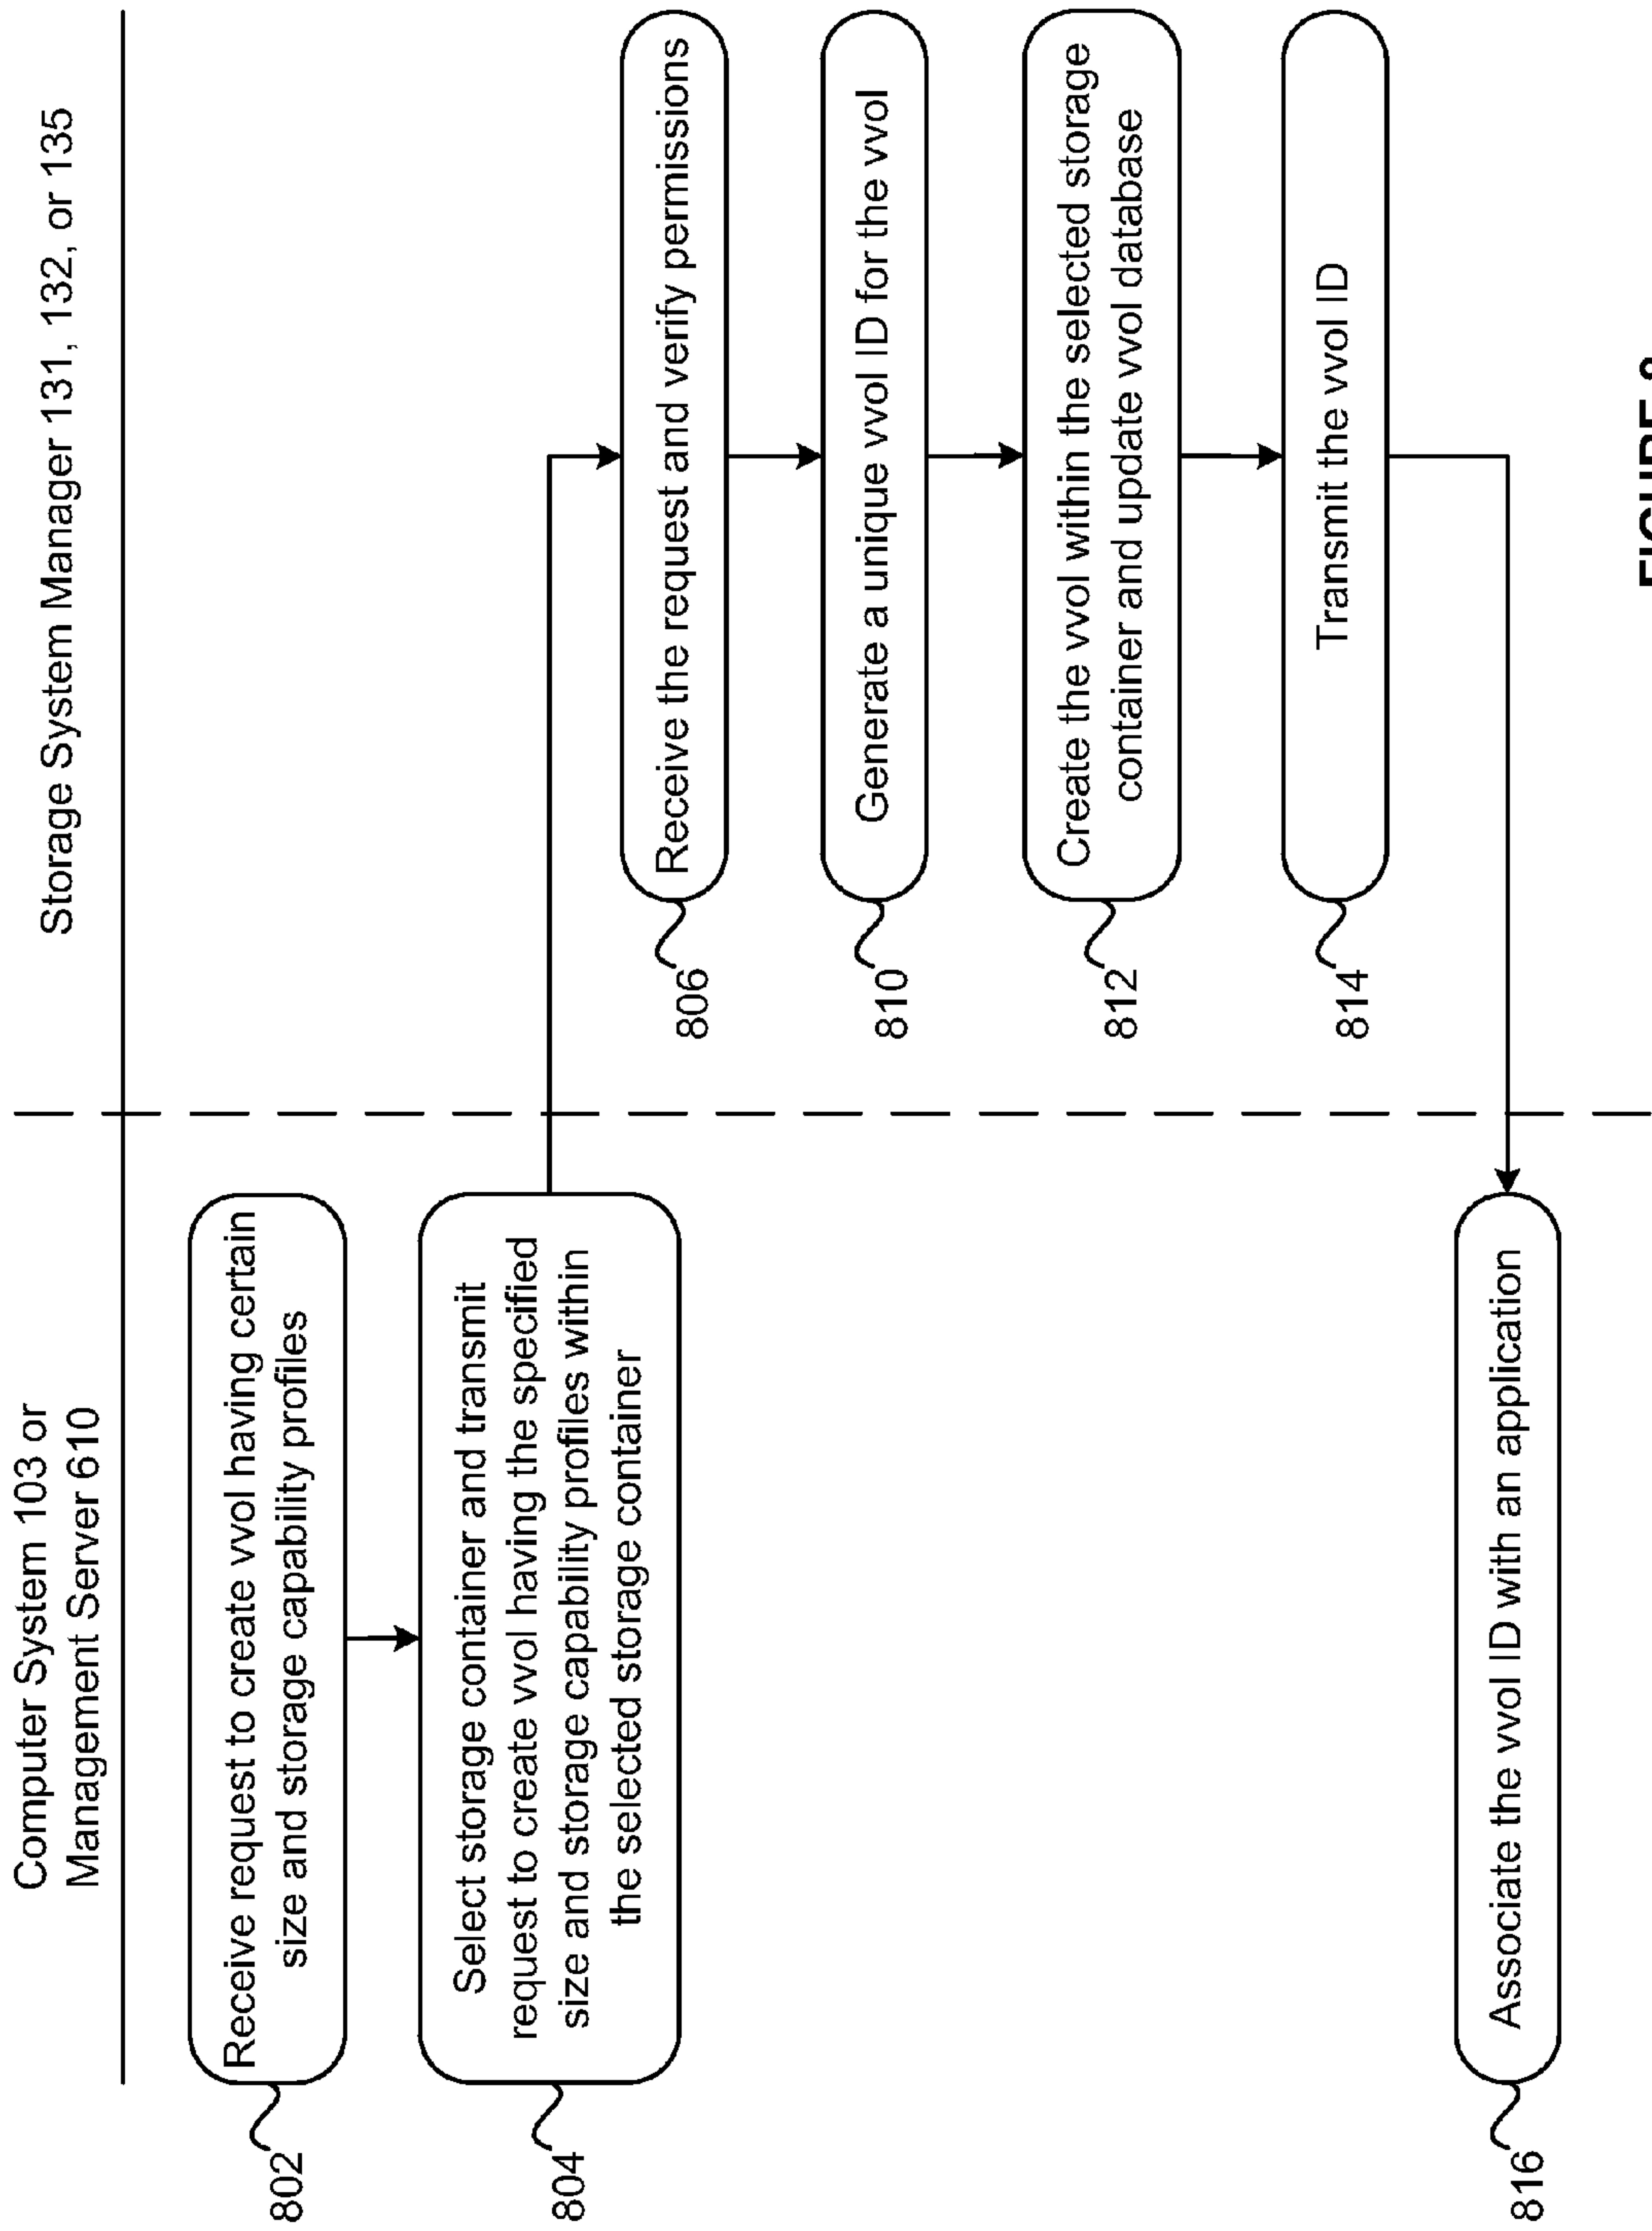 Computer System 103 or
Management Server 610
Storage System Manager 131, 132, or 135
802
Receive request to create vvol having certain
size and storage capability profiles
804
Select storage container and transmit
request to create vvol having the specified
size and storage capability profiles within
the selected storage container
806
Receive the request and verify permissions
810
Generate a unique vvol ID for the vvol
812
Create the vvol within the selected storage
container and update vvol database
814
Transmit the vvol ID
816
Associate the vvol ID with an application
FIGURE